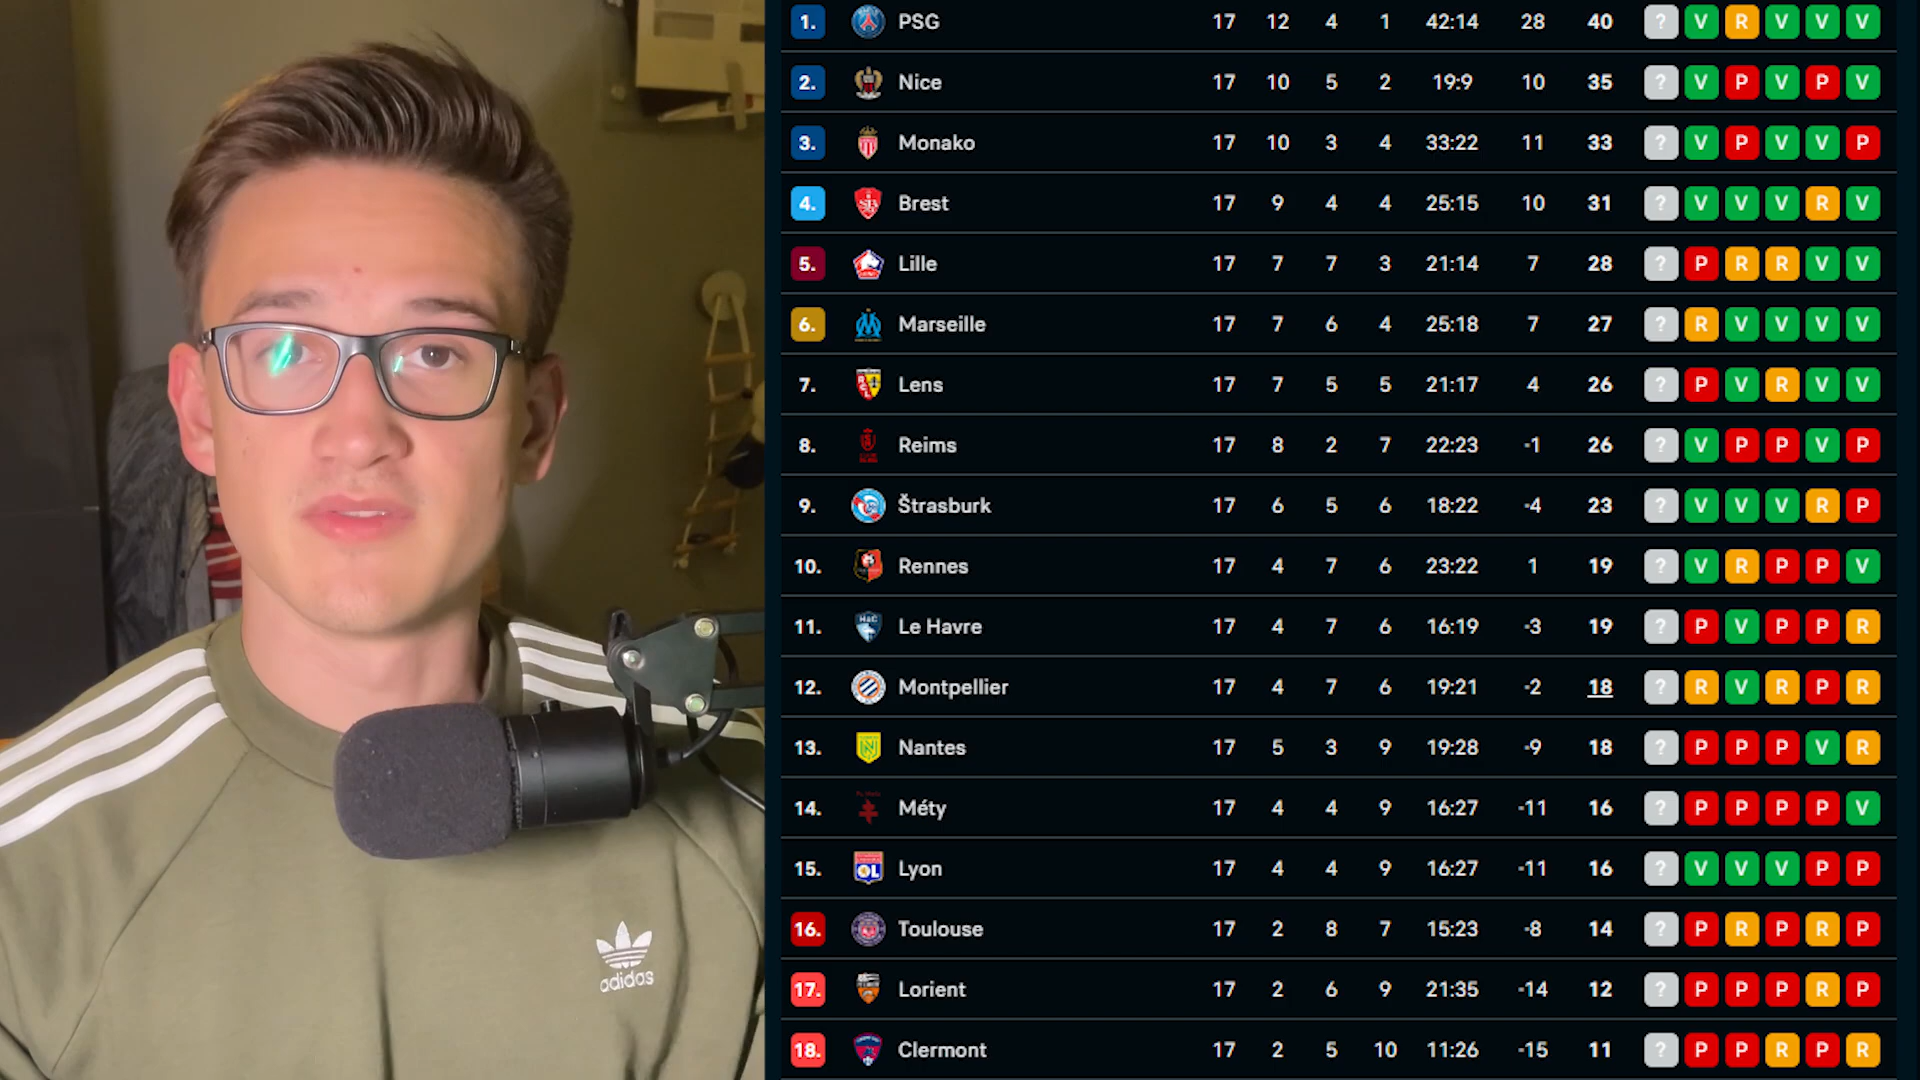 1. PSG 17 12 4 1 42:14 28 40 ? V R V V V
2. Nice 17 10 5 2 19:9 10 35 ? V P V P V
3. Monako 17 10 3 4 33:22 11 33 ? V P V V P
4. Brest 17 9 4 4 25:15 10 31 ? V V V R V
5. Lille 17 7 7 3 21:14 7 28 ? P R R V V
6. Marseille 17 7 6 4 25:18 7 27 ? R V V V V
7. Lens 17 7 5 5 21:17 4 26 ? P V R V V
8. Reims 17 8 2 7 22:23 -1 26 ? V P P V P
9. Štrasburk 17 6 5 6 18:22 -4 23 ? V V V R P
10. Rennes 17 4 7 6 23:22 1 19 ? V R P P V
11. Le Havre 17 4 7 6 16:19 -3 19 ? P V P P R
12. Montpellier 17 4 7 6 19:21 -2 18 ? R V R P R
13. Nantes 17 5 3 9 19:28 -9 18 ? P P P V R
14. Méty 17 4 4 9 16:27 -11 16 ? P P P P V
15. OL Lyon 17 4 4 9 16:27 -11 16 ? V V V P P
16. Toulouse 17 2 8 7 15:23 -8 14 ? P R P R P
17. Lorient 17 2 6 9 21:35 -14 12 ? P P P R P
18. Clermont 17 2 5 10 11:26 -15 11 ? P P R P R
adidas